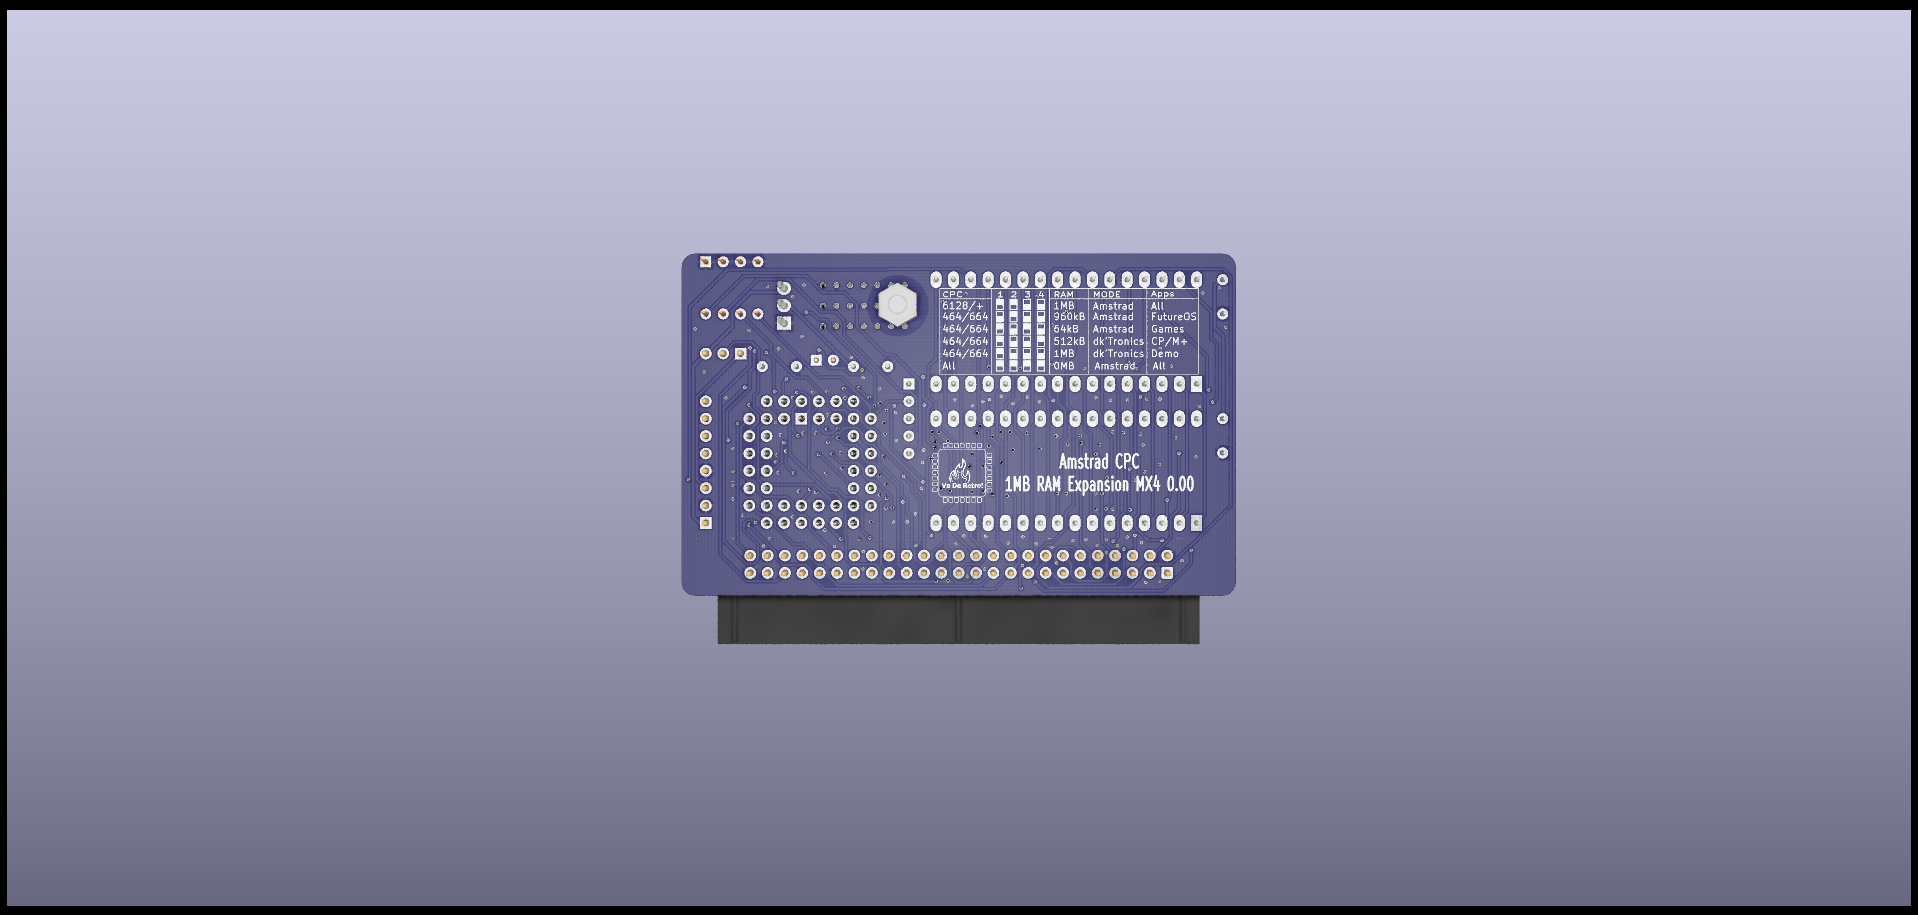 CPC 1 2 3 4 RAM MODE Apps
6128/+ 1MB Amstrad All
464/664 960kB Amstrad FutureOS
464/664 64kB Amstrad Games
464/664 512kB dk'Tronics CP/M+
464/664 1MB dk'Tronics Demo
All 0MB Amstrad All
Va De Retro!
Amstrad CPC
1MB RAM Expansion MX4 0.00